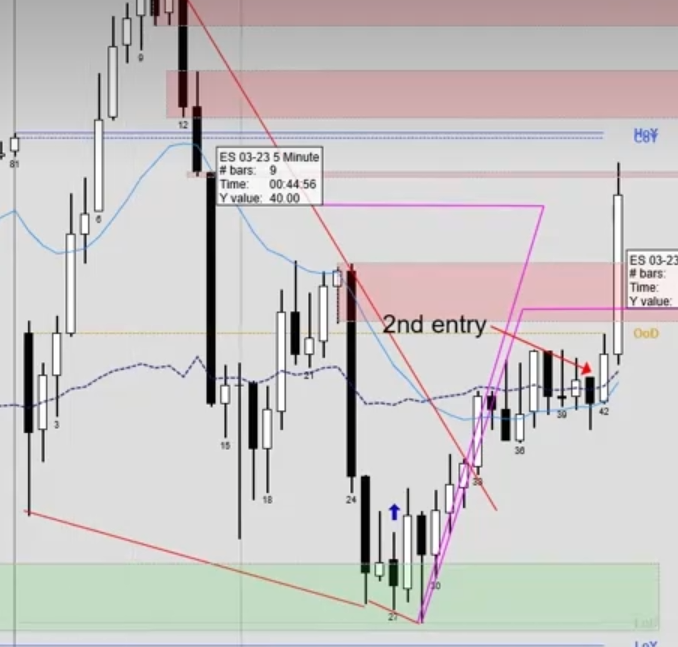 9
12
81
HoY
CoY
ES 03-23 5 Minute
# bars: 9
Time: 00:44:56
Y value: 40.00
6
ES 03-23
# bars:
Time:
Y value:
2nd entry
OoD
21
3
39
42
15
36
18
24
33
30
27
LoD
LoY